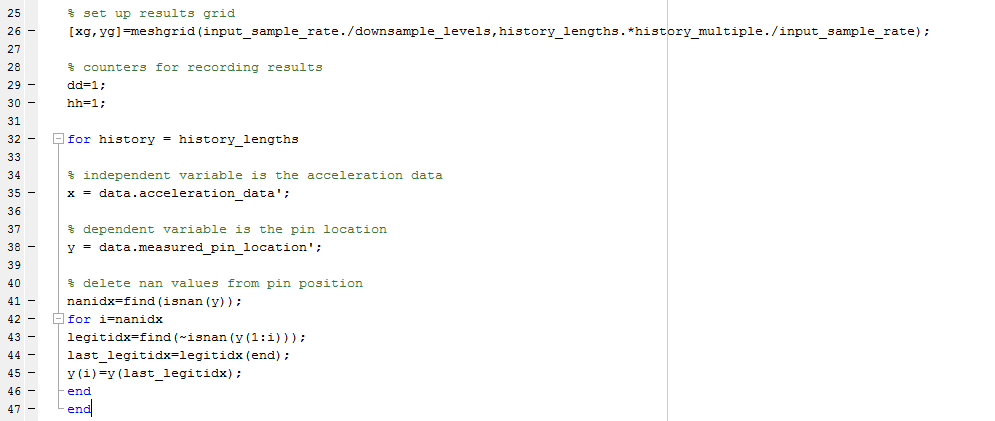 25 % set up results grid
26 – [xg,yg]=meshgrid(input_sample_rate./downsample_levels,history_lengths.*history_multiple./input_sample_rate);
27
28 % counters for recording results
29 – dd=1;
30 – hh=1;
31
32 – for history = history_lengths
33
34 % independent variable is the acceleration data
35 – x = data.acceleration_data';
36
37 % dependent variable is the pin location
38 – y = data.measured_pin_location';
39
40 % delete nan values from pin position
41 – nanidx=find(isnan(y));
42 – for i=nanidx
43 – legitidx=find(~isnan(y(1:i)));
44 – last_legitidx=legitidx(end);
45 – y(i)=y(last_legitidx);
46 – end
47 – end